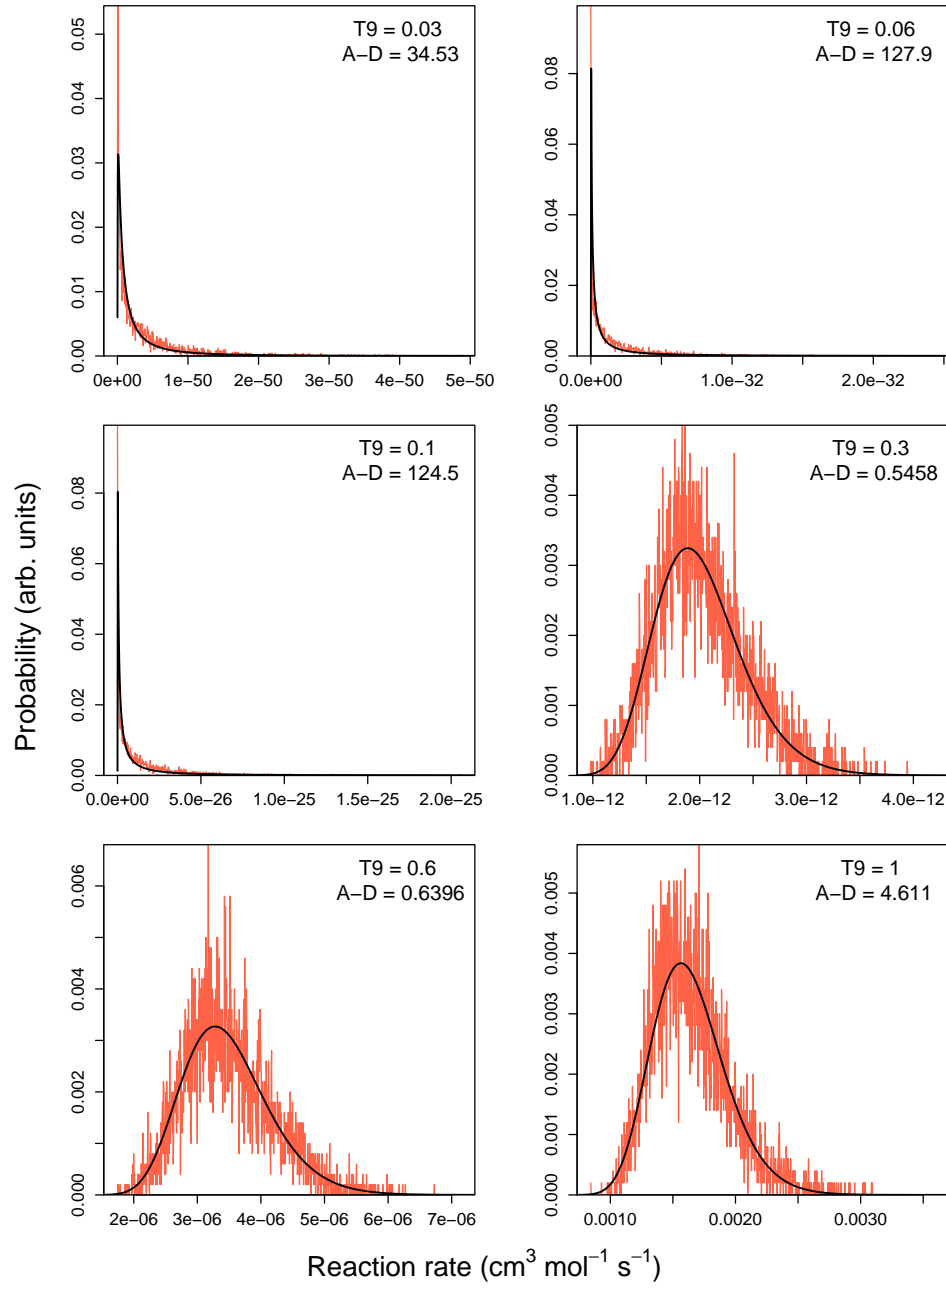 T9 = 0.03
A−D = 34.53
0.00 0.01 0.02 0.03 0.04 0.05
0e+00 1e−50 2e−50 3e−50 4e−50 5e−50
T9 = 0.06
A−D = 127.9
0.00 0.02 0.04 0.06 0.08
0.0e+00 1.0e−32 2.0e−32
T9 = 0.1
A−D = 124.5
0.00 0.02 0.04 0.06 0.08
0.0e+00 5.0e−26 1.0e−25 1.5e−25 2.0e−25
T9 = 0.3
A−D = 0.5458
0.000 0.001 0.002 0.003 0.004 0.005
1.0e−12 2.0e−12 3.0e−12 4.0e−12
T9 = 0.6
A−D = 0.6396
0.000 0.002 0.004 0.006
2e−06 3e−06 4e−06 5e−06 6e−06 7e−06
T9 = 1
A−D = 4.611
0.000 0.001 0.002 0.003 0.004 0.005
0.0010 0.0020 0.0030
Probability (arb. units)
Reaction rate (cm³ mol⁻¹ s⁻¹)